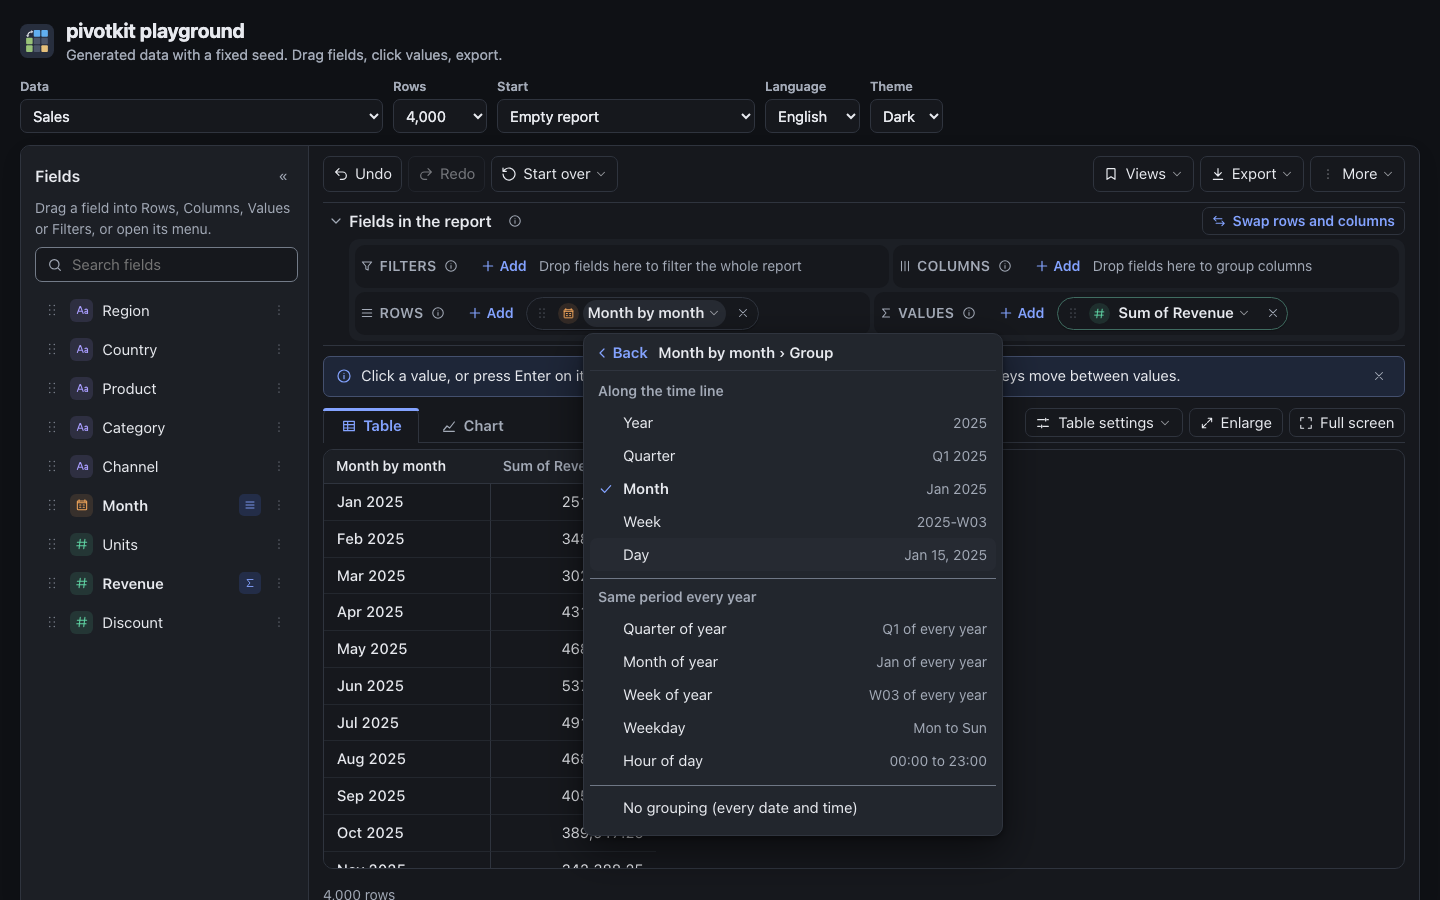 pivotkit playground
Generated data with a fixed seed. Drag fields, click values, export.
Data
Rows
Start
Language
Theme
Sales
4,000
Empty report
English
Dark
Fields
«
Drag a field into Rows, Columns, Values
or Filters, or open its menu.
Search fields
Aa Region
Aa Country
Aa Product
Aa Category
Aa Channel
Month
# Units
# Revenue Σ
# Discount
Undo
Redo
Start over
Views
Export
More
Fields in the report
Swap rows and columns
FILTERS
+ Add
Drop fields here to filter the whole report
COLUMNS
+ Add
Drop fields here to group columns
ROWS
+ Add
Month by month
Σ VALUES
+ Add
# Sum of Revenue
Back
Month by month › Group
Along the time line
Year 2025
Quarter Q1 2025
Month Jan 2025
Week 2025-W03
Day Jan 15, 2025
Same period every year
Quarter of year Q1 of every year
Month of year Jan of every year
Week of year W03 of every year
Weekday Mon to Sun
Hour of day 00:00 to 23:00
No grouping (every date and time)
Click a value, or press Enter on
eys move between values.
Table
Chart
Table settings
Enlarge
Full screen
Month by month
Sum of
Jan 2025
Feb 2025
Mar 2025
Apr 2025
May 2025
Jun 2025
Jul 2025
Aug 2025
Sep 2025
Oct 2025
Nov 2025
4,000 rows